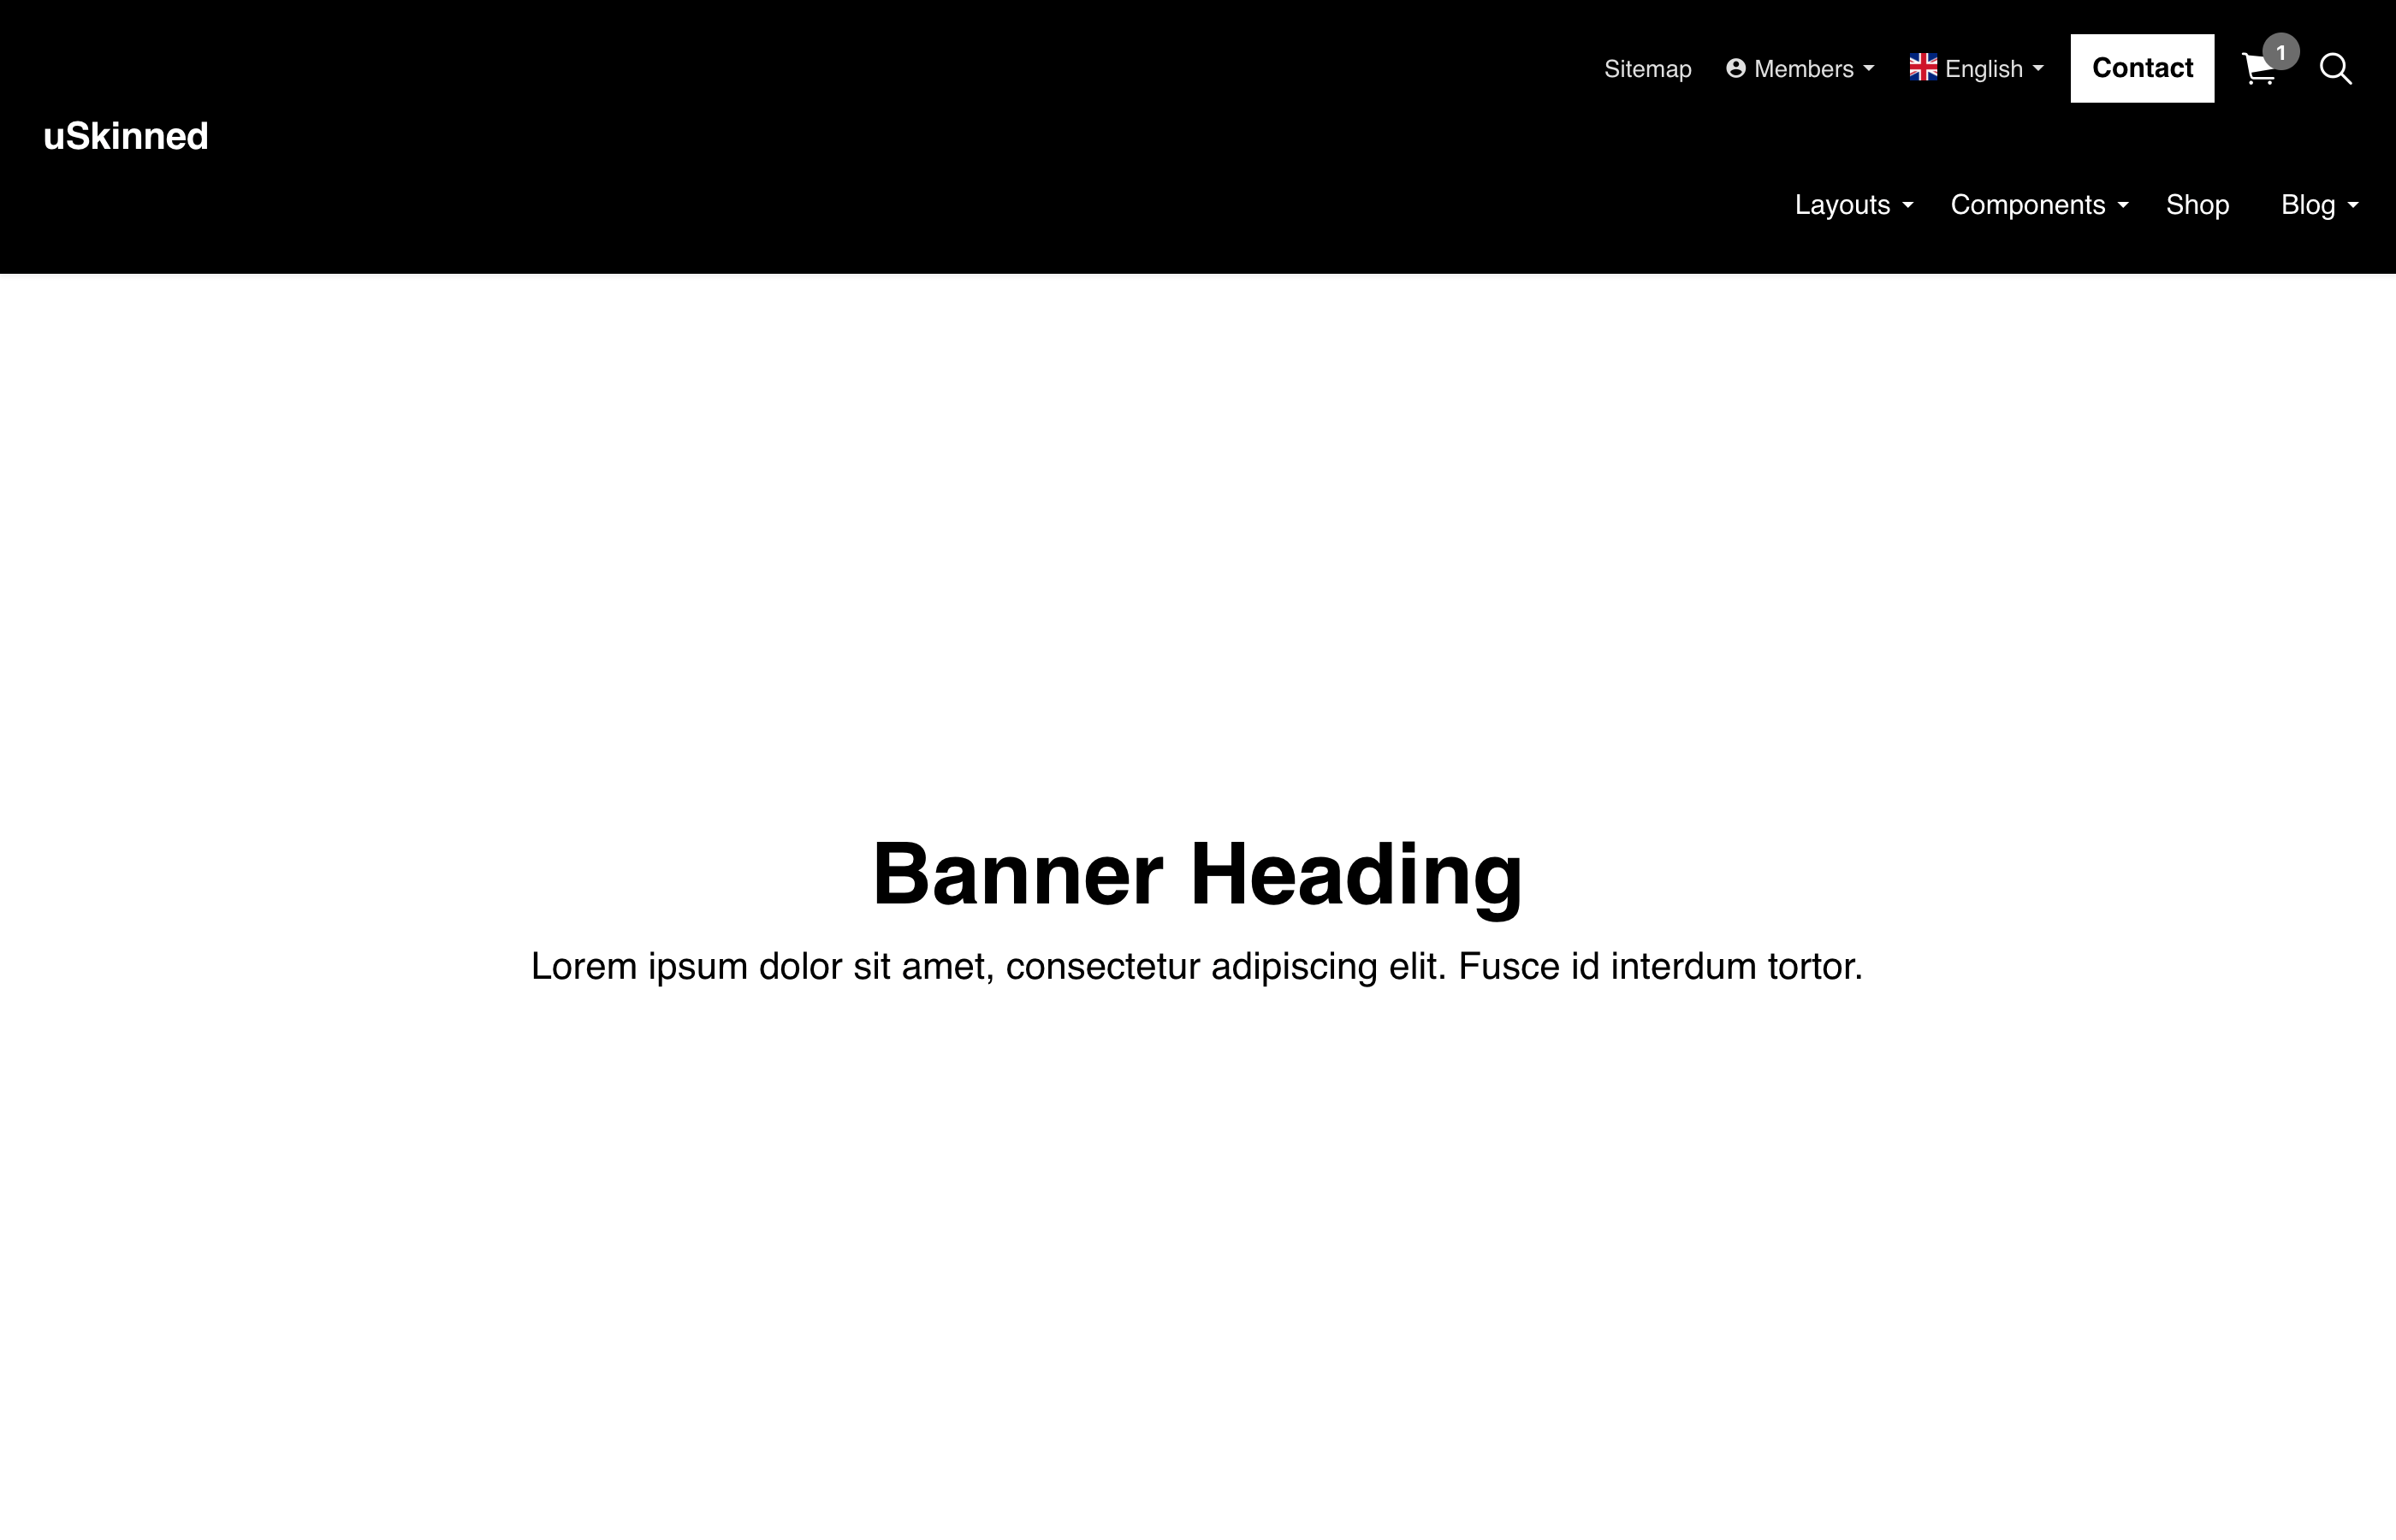 Sitemap Members English Contact 1
uSkinned
Layouts Components Shop Blog
Banner Heading
Lorem ipsum dolor sit amet, consectetur adipiscing elit. Fusce id interdum tortor.